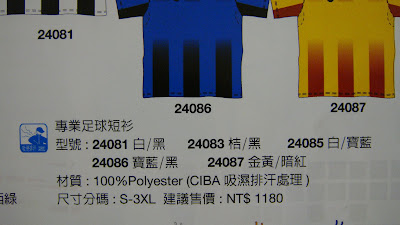 24081
24086
24087
專業足球短衫
型號 : 24081 白/黑 24083 桔/黑 24085 白/寶藍
24086 寶藍/黑 24087 金黃/暗紅
材質 : 100%Polyester (CIBA 吸濕排汗處理 )
西綠
尺寸分碼 : S-3XL 建議售價 : NT$ 1180